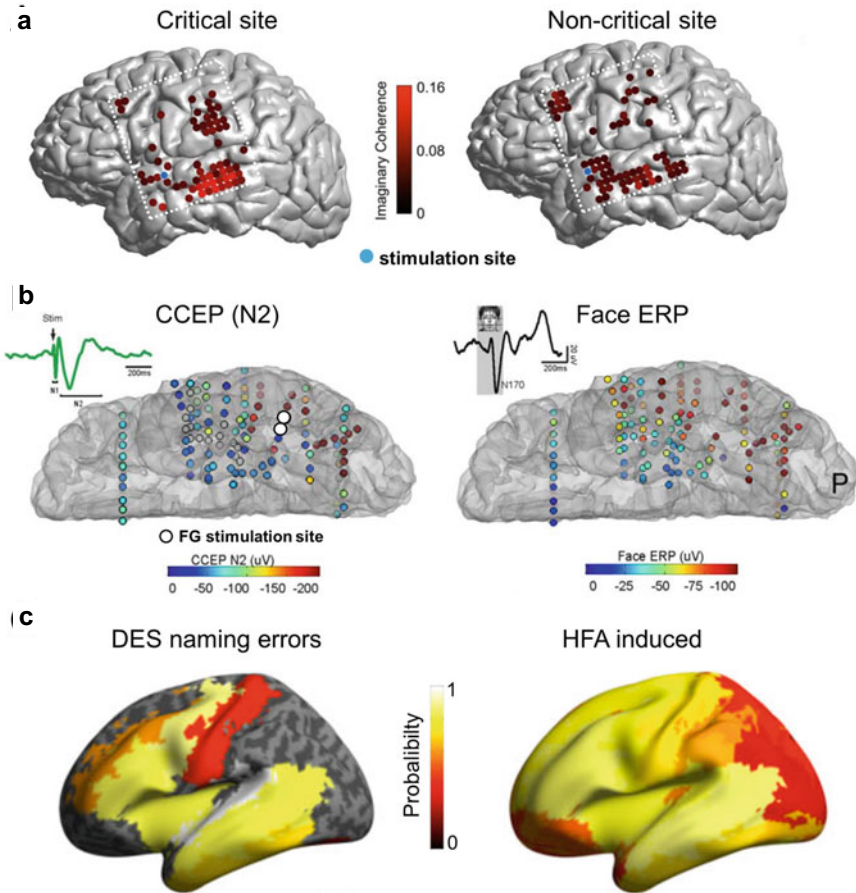 a
Critical site
Non-critical site
Imaginary Coherence
0.16
0.08
0
stimulation site
b
CCEP (N2)
Face ERP
Stim
N1
N2
200ms
N170
200ms
20 uV
P
FG stimulation site
CCEP N2 (uV)
0 -50 -100 -150 -200
Face ERP (uV)
0 -25 -50 -75 -100
c
DES naming errors
HFA induced
Probabilibilty
1
0